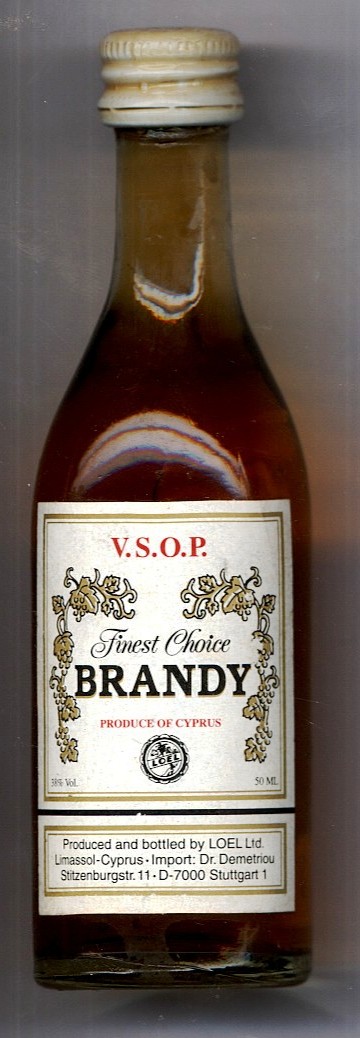 V.S.O.P.
Finest Choice
BRANDY
PRODUCE OF CYPRUS
LOEL
38% Vol. 50 ML
Produced and bottled by LOEL Ltd.
Limassol-Cyprus • Import: Dr. Demetriou
Stitzenburgstr. 11 • D-7000 Stuttgart 1